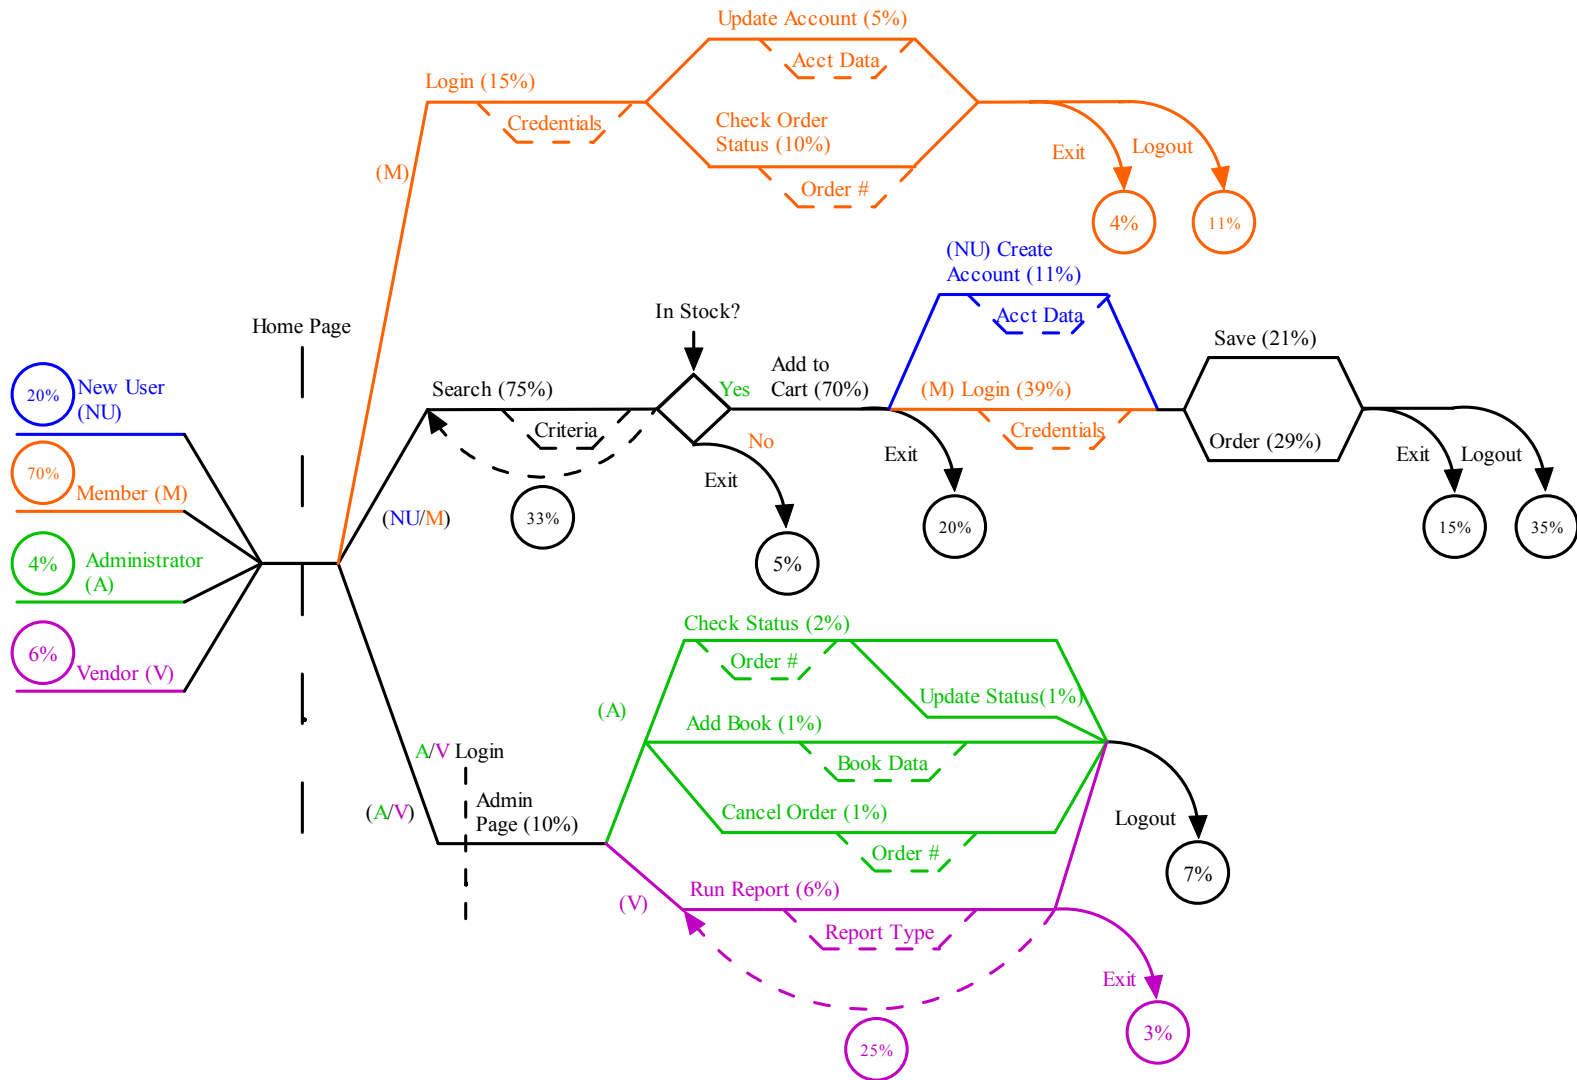 Update Account (5%)
Acct Data
Login (15%)
Credentials
Check Order
Status (10%)
Order #
(M)
Exit
Logout
4%
11%
(NU) Create
Account (11%)
Acct Data
Home Page
In Stock?
Save (21%)
20%
New User
(NU)
Search (75%)
Yes
Add to
Cart (70%)
(M) Login (39%)
Criteria
Credentials
Order (29%)
No
Exit
Exit
Exit
Logout
70%
Member (M)
(NU/M)
33%
20%
15%
35%
5%
4%
Administrator
(A)
6%
Vendor (V)
Check Status (2%)
Order #
Update Status(1%)
(A)
Add Book (1%)
Book Data
A/V Login
Admin
Page (10%)
(A/V)
Cancel Order (1%)
Order #
Logout
7%
Run Report (6%)
(V)
Report Type
Exit
3%
25%